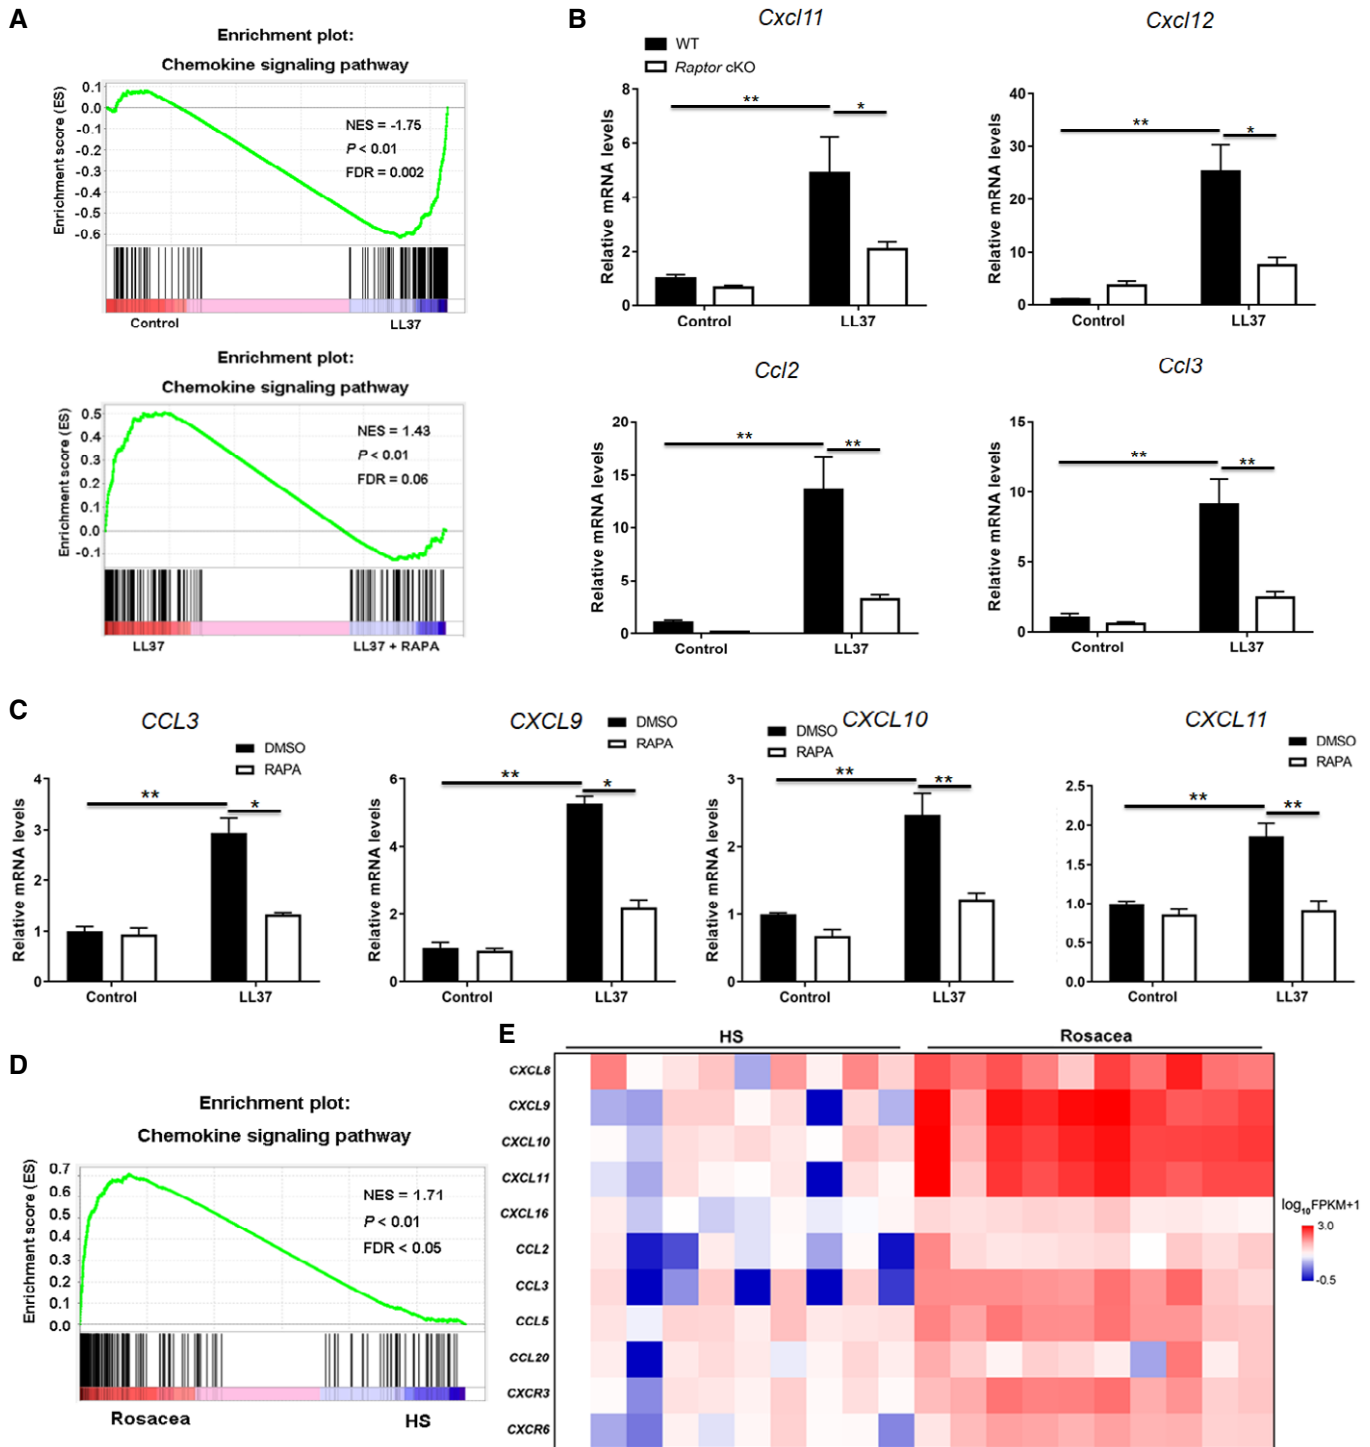 A
Enrichment plot:
Chemokine signaling pathway
Enrichment score (ES)
0.1
0.0
-0.1
-0.2
-0.3
-0.4
-0.5
-0.6
NES = -1.75
P < 0.01
FDR = 0.002
Control
LL37
Enrichment plot:
Chemokine signaling pathway
Enrichment score (ES)
0.5
0.4
0.3
0.2
0.1
0.0
-0.1
NES = 1.43
P < 0.01
FDR = 0.06
LL37
LL37 + RAPA
B
Cxcl11
WT
Raptor cKO
Relative mRNA levels
8
6
4
2
0
**
*
Control
LL37
Cxcl12
Relative mRNA levels
40
30
20
10
0
**
*
Control
LL37
Ccl2
Relative mRNA levels
20
15
10
5
0
**
**
Control
LL37
Ccl3
Relative mRNA levels
15
10
5
0
**
**
Control
LL37
C
CCL3
DMSO
RAPA
Relative mRNA levels
4
3
2
1
0
**
*
Control
LL37
CXCL9
DMSO
RAPA
Relative mRNA levels
6
4
2
0
**
*
Control
LL37
CXCL10
DMSO
RAPA
Relative mRNA levels
3
2
1
0
**
**
Control
LL37
CXCL11
DMSO
RAPA
Relative mRNA levels
2.5
2.0
1.5
1.0
0.5
0.0
**
**
Control
LL37
D
Enrichment plot:
Chemokine signaling pathway
Enrichment score (ES)
0.7
0.6
0.5
0.4
0.3
0.2
0.1
0.0
NES = 1.71
P < 0.01
FDR < 0.05
Rosacea
HS
E
HS
Rosacea
CXCL8
CXCL9
CXCL10
CXCL11
CXCL16
CCL2
CCL3
CCL5
CCL20
CXCR3
CXCR6
log10FPKM+1
3.0
-0.5